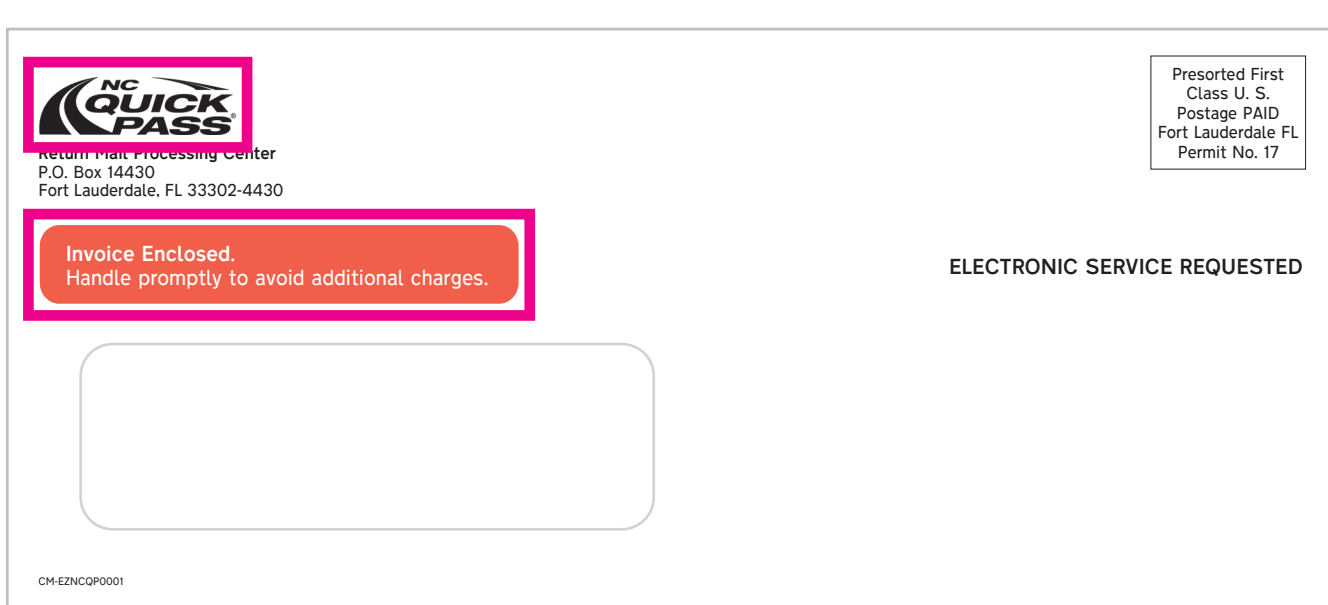 NC
QUICK
PASS®
Return Mail Processing Center
P.O. Box 14430
Fort Lauderdale, FL 33302-4430
Presorted First
Class U. S.
Postage PAID
Fort Lauderdale FL
Permit No. 17
Invoice Enclosed.
Handle promptly to avoid additional charges.
ELECTRONIC SERVICE REQUESTED
CM-EZNCQP0001